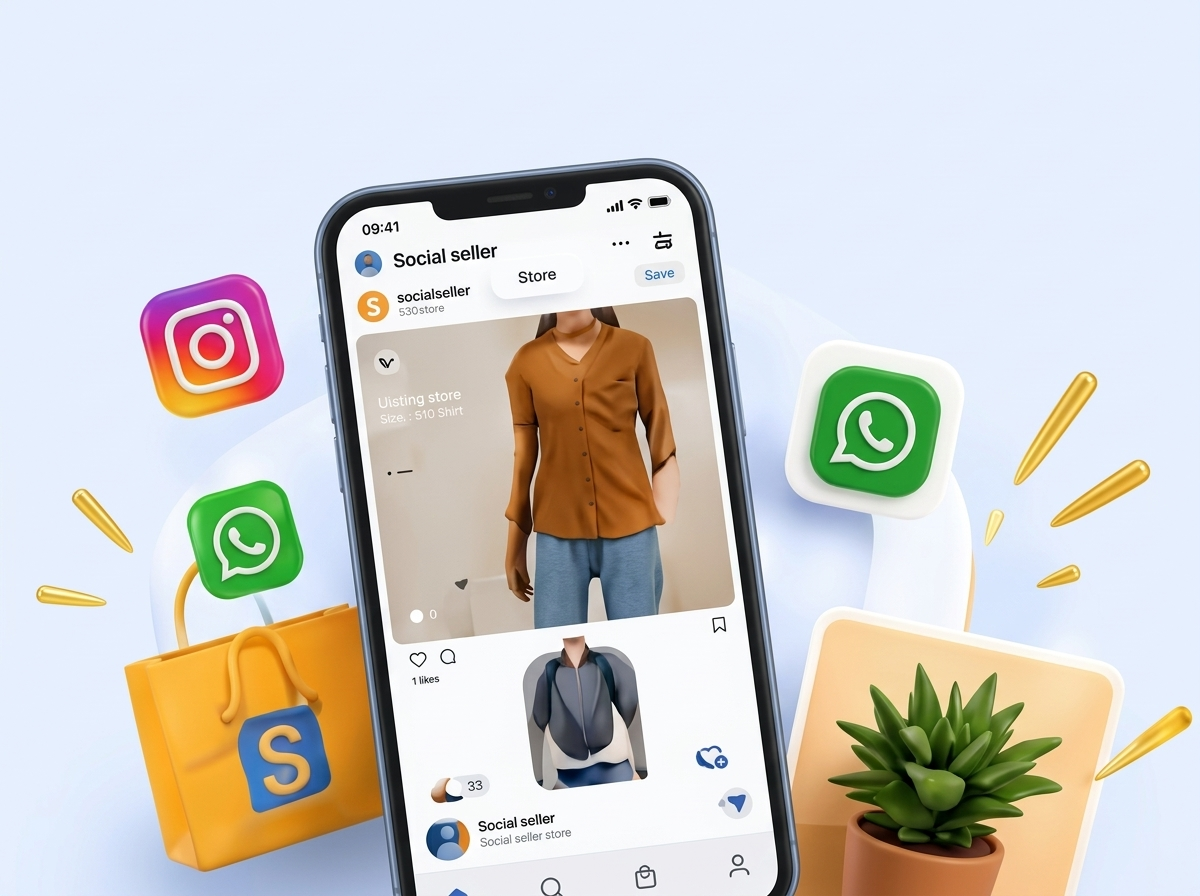 09:41
Social seller
Store
Save
S
socialseller
530store
Uisting store
Size. : 510 Shirt
0
1 likes
S
33
Social seller
Social seller store